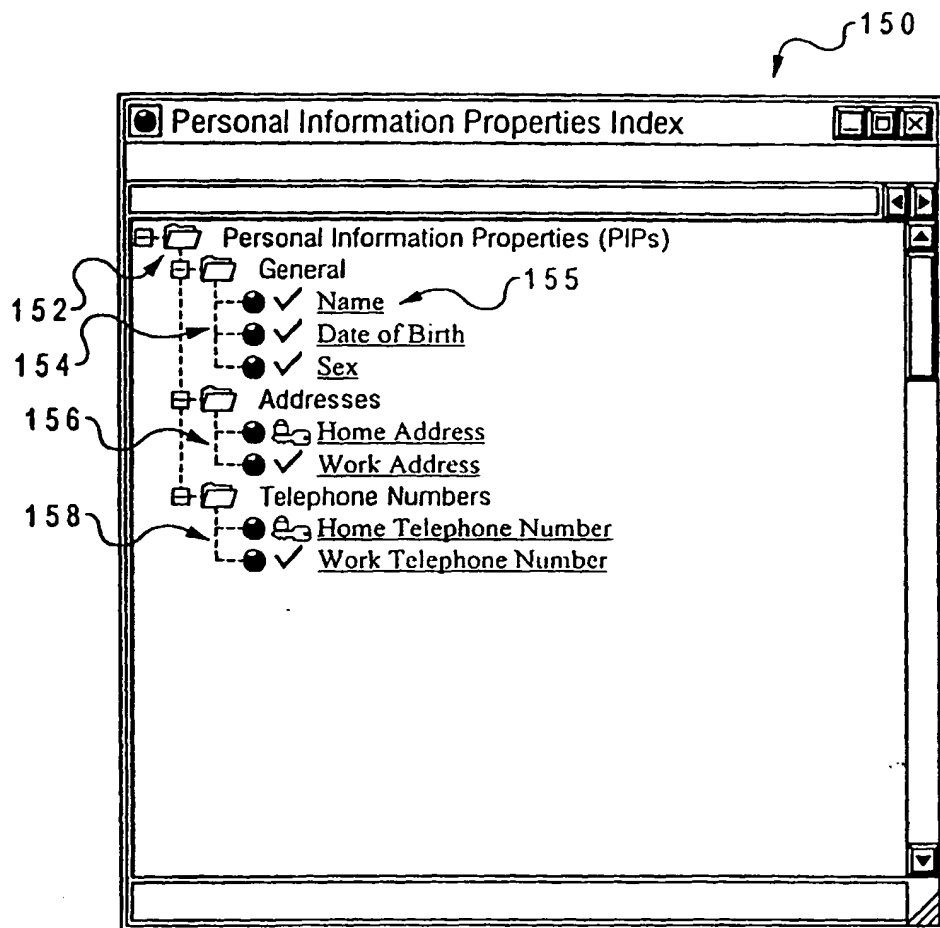 150
Personal Information Properties Index
Personal Information Properties (PIPs)
General
155
152
Name
Date of Birth
154
Sex
Addresses
156
Home Address
Work Address
Telephone Numbers
158
Home Telephone Number
Work Telephone Number